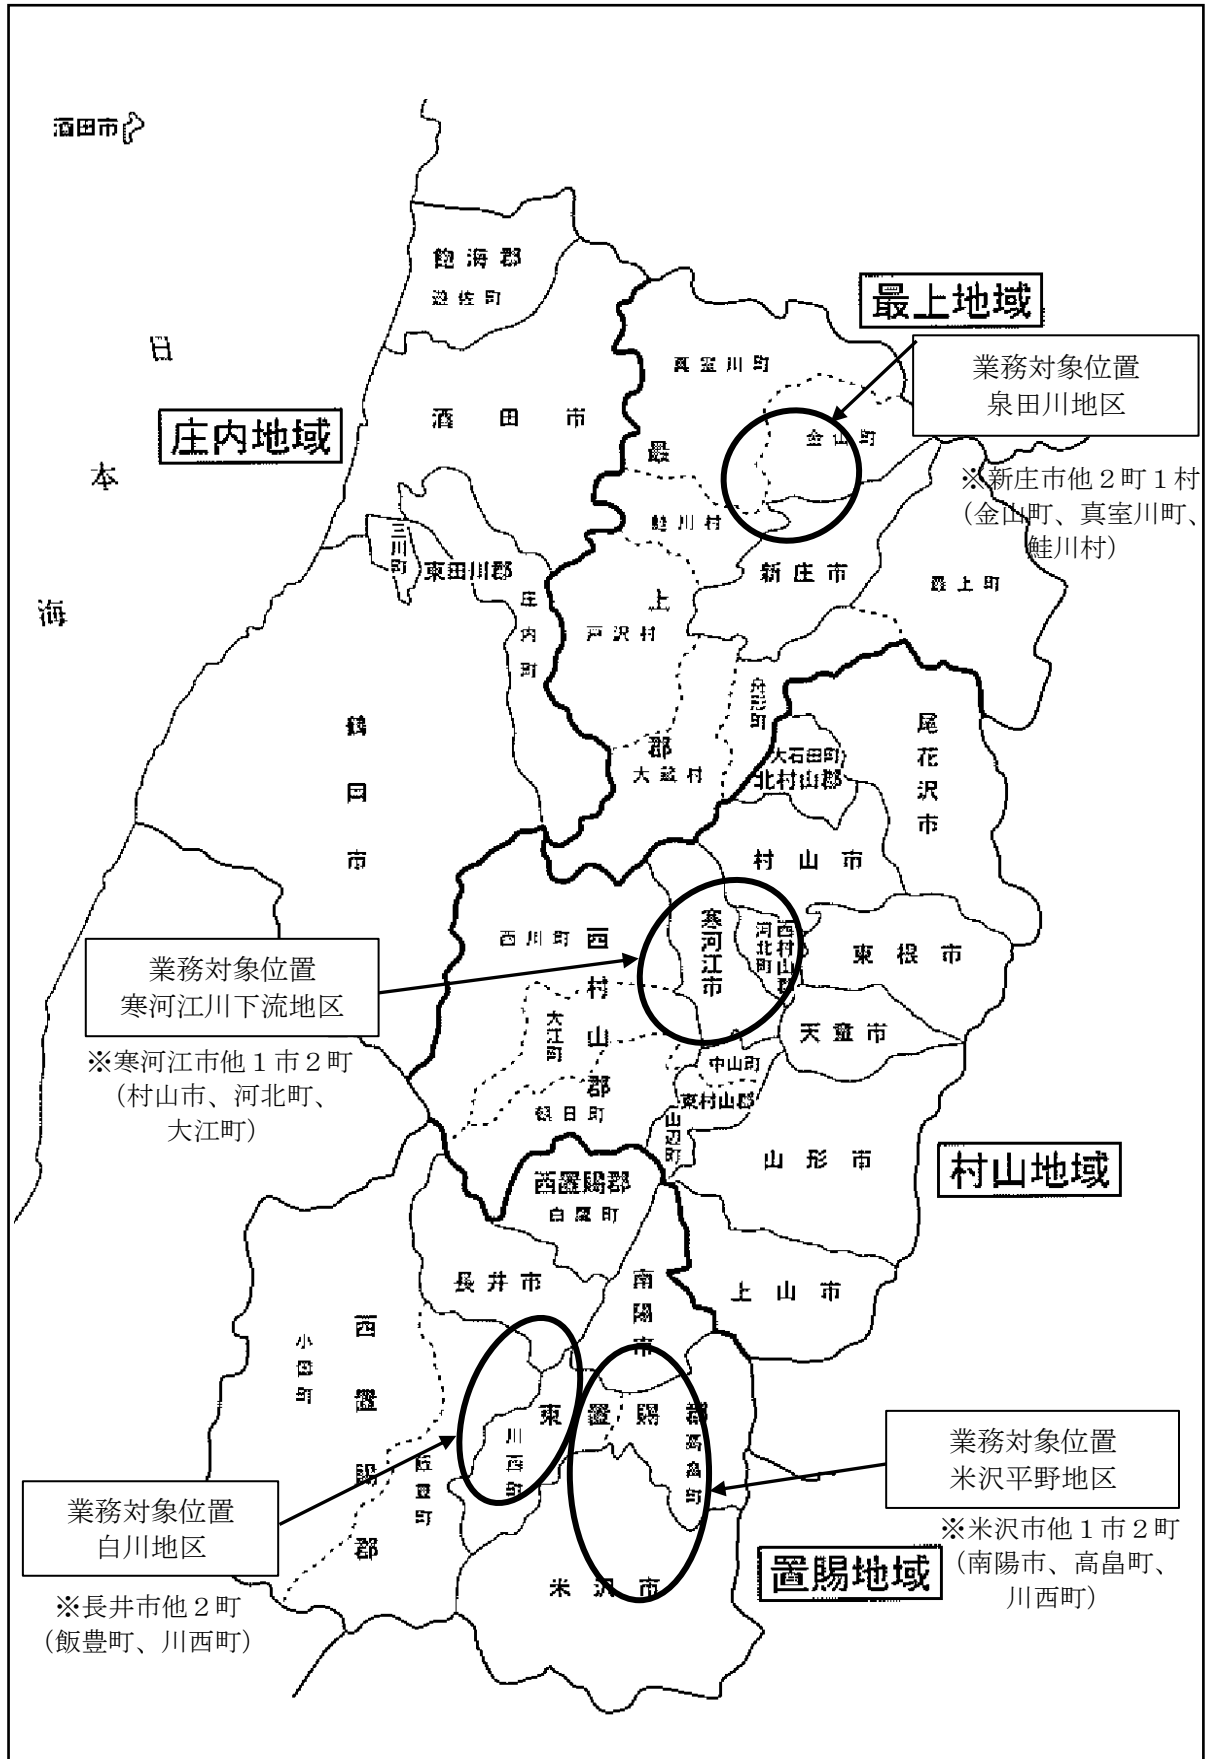 酒田市
飽海郡
遊佐町
最上地域
日
本
海
真室川町
業務対象位置
泉田川地区
庄内地域
酒田市
金山町
最
上
郡
※新庄市他２町１村
（金山町、真室川町、
鮭川村）
鮭川村
三川町
東田川郡
庄内町
新庄市
最上町
戸沢村
舟形町
鶴岡市
大蔵村
大石田町
北村山郡
尾花沢市
村山市
西川町
西村山郡
寒河江市
河北町
西村山郡
東根市
業務対象位置
寒河江川下流地区
※寒河江市他１市２町
（村山市、河北町、
大江町）
大江町
天童市
中山町
東村山郡
朝日町
山辺町
山形市
村山地域
西置賜郡
白鷹町
長井市
南陽市
上山市
小国町
西置賜郡
飯豊町
東置賜郡
川西町
高畠町
業務対象位置
米沢平野地区
※米沢市他１市２町
（南陽市、高畠町、
川西町）
業務対象位置
白川地区
※長井市他２町
（飯豊町、川西町）
米沢市
置賜地域